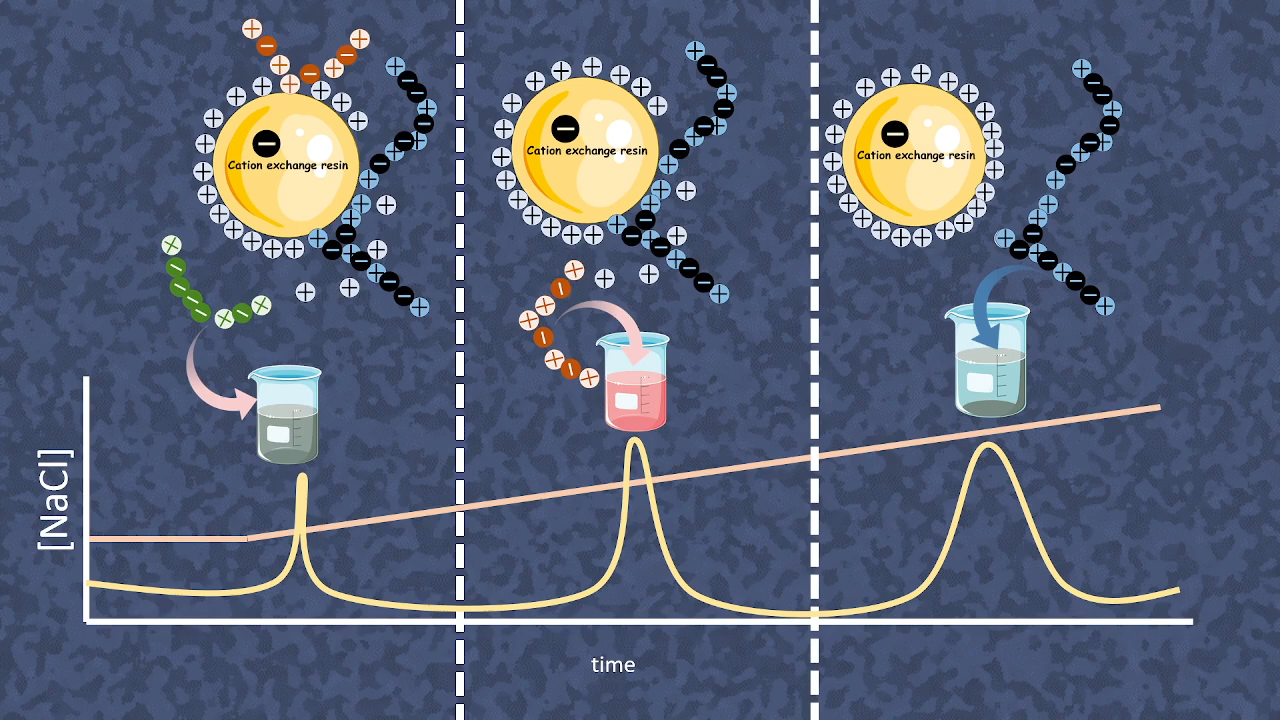 Cation exchange resin
Cation exchange resin
Cation exchange resin
[NaCl]
time